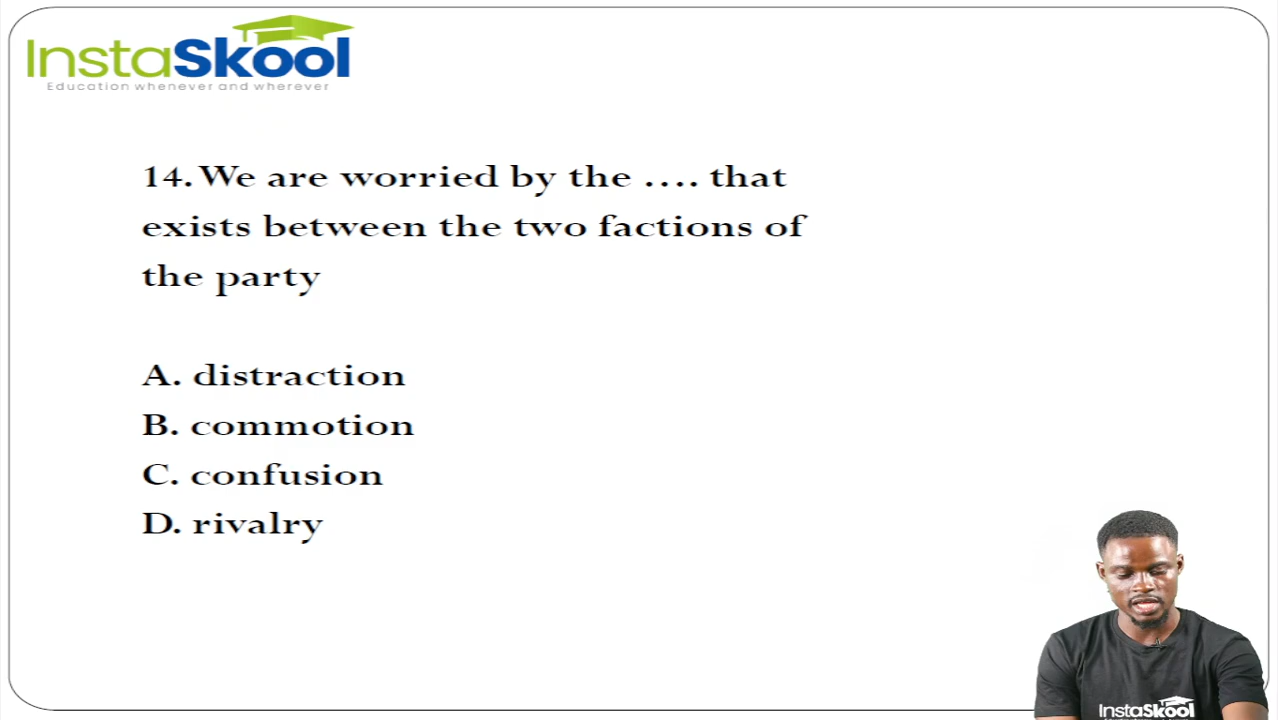 InstaSkool
Education whenever and wherever
14. We are worried by the …. that
exists between the two factions of
the party
A. distraction
B. commotion
C. confusion
D. rivalry
InstaSkool